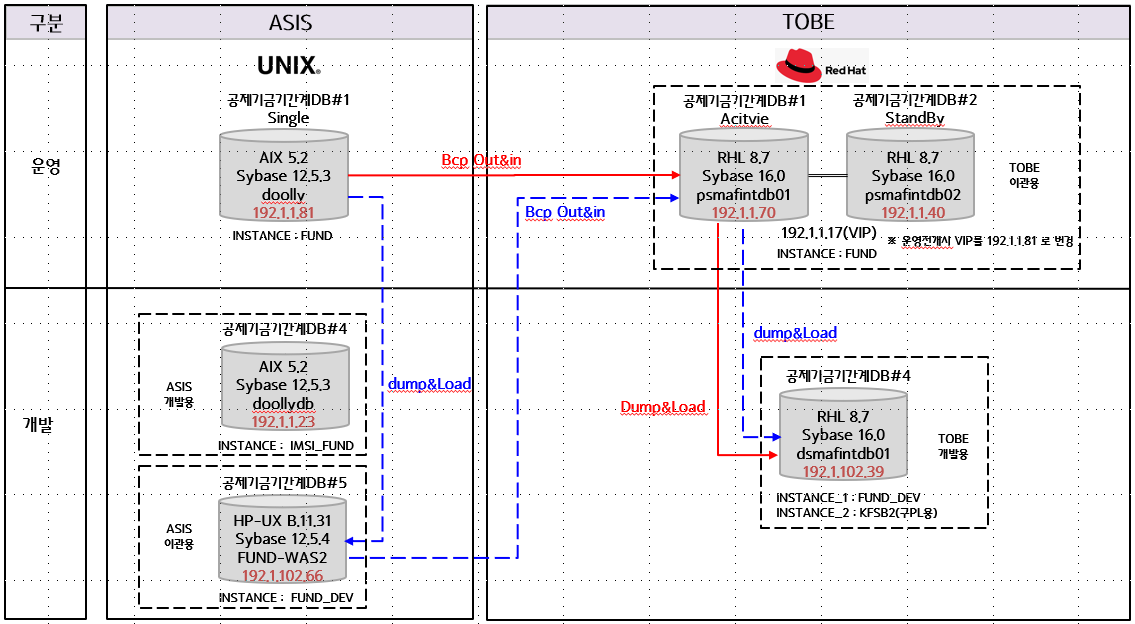 구분
ASIS
TOBE
운영
UNIX®
공제기금기간계DB#1
Single
AIX 5.2
Sybase 12.5.3
doolly
192.1.1.81
INSTANCE : FUND
Bcp Out&in
Bcp Out&in
Red Hat
공제기금기간계DB#1
Acitvie
RHL 8.7
Sybase 16.0
psmafintdb01
192.1.1.70
공제기금기간계DB#2
StandBy
RHL 8.7
Sybase 16.0
psmafintdb02
192.1.1.40
TOBE
이관용
192.1.1.17(VIP)
※ 운영전개시 VIP를 192.1.1.81 로 변경
INSTANCE : FUND
개발
공제기금기간계DB#4
ASIS
개발용
AIX 5.2
Sybase 12.5.3
doollydb
192.1.1.23
INSTANCE : IMSI_FUND
dump&Load
공제기금기간계DB#5
ASIS
이관용
HP-UX B.11.31
Sybase 12.5.4
FUND-WAS2
192.1.102.66
INSTANCE : FUND_DEV
dump&Load
Dump&Load
공제기금기간계DB#4
RHL 8.7
Sybase 16.0
dsmafintdb01
192.1.102.39
TOBE
개발용
INSTANCE_1 : FUND_DEV
INSTANCE_2 : KFSB2(구PL용)